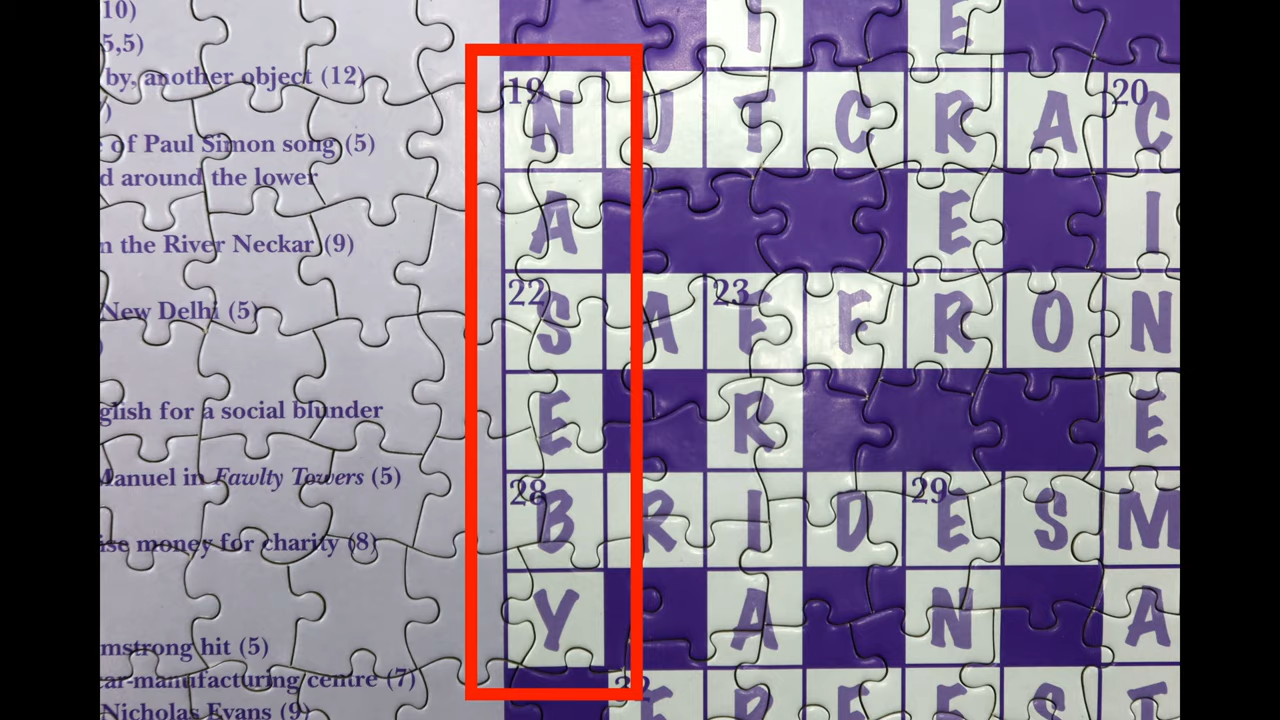 10)
5,5)
by, another object (12)
)
of Paul Simon song (5)
d around the lower
n the River Neckar (9)
New Delhi (5)
)
glish for a social blunder
Manuel in Fawlty Towers (5)
ise money for charity (8)
mstrong hit (5)
car-manufacturing centre (7)
Nicholas Evans (9)
I E
19 N U T C R A 20 C
A E I
22 S A 23 F F R O N
E R E
28 B R I D 29 E S M
Y A N A
E R E E S T